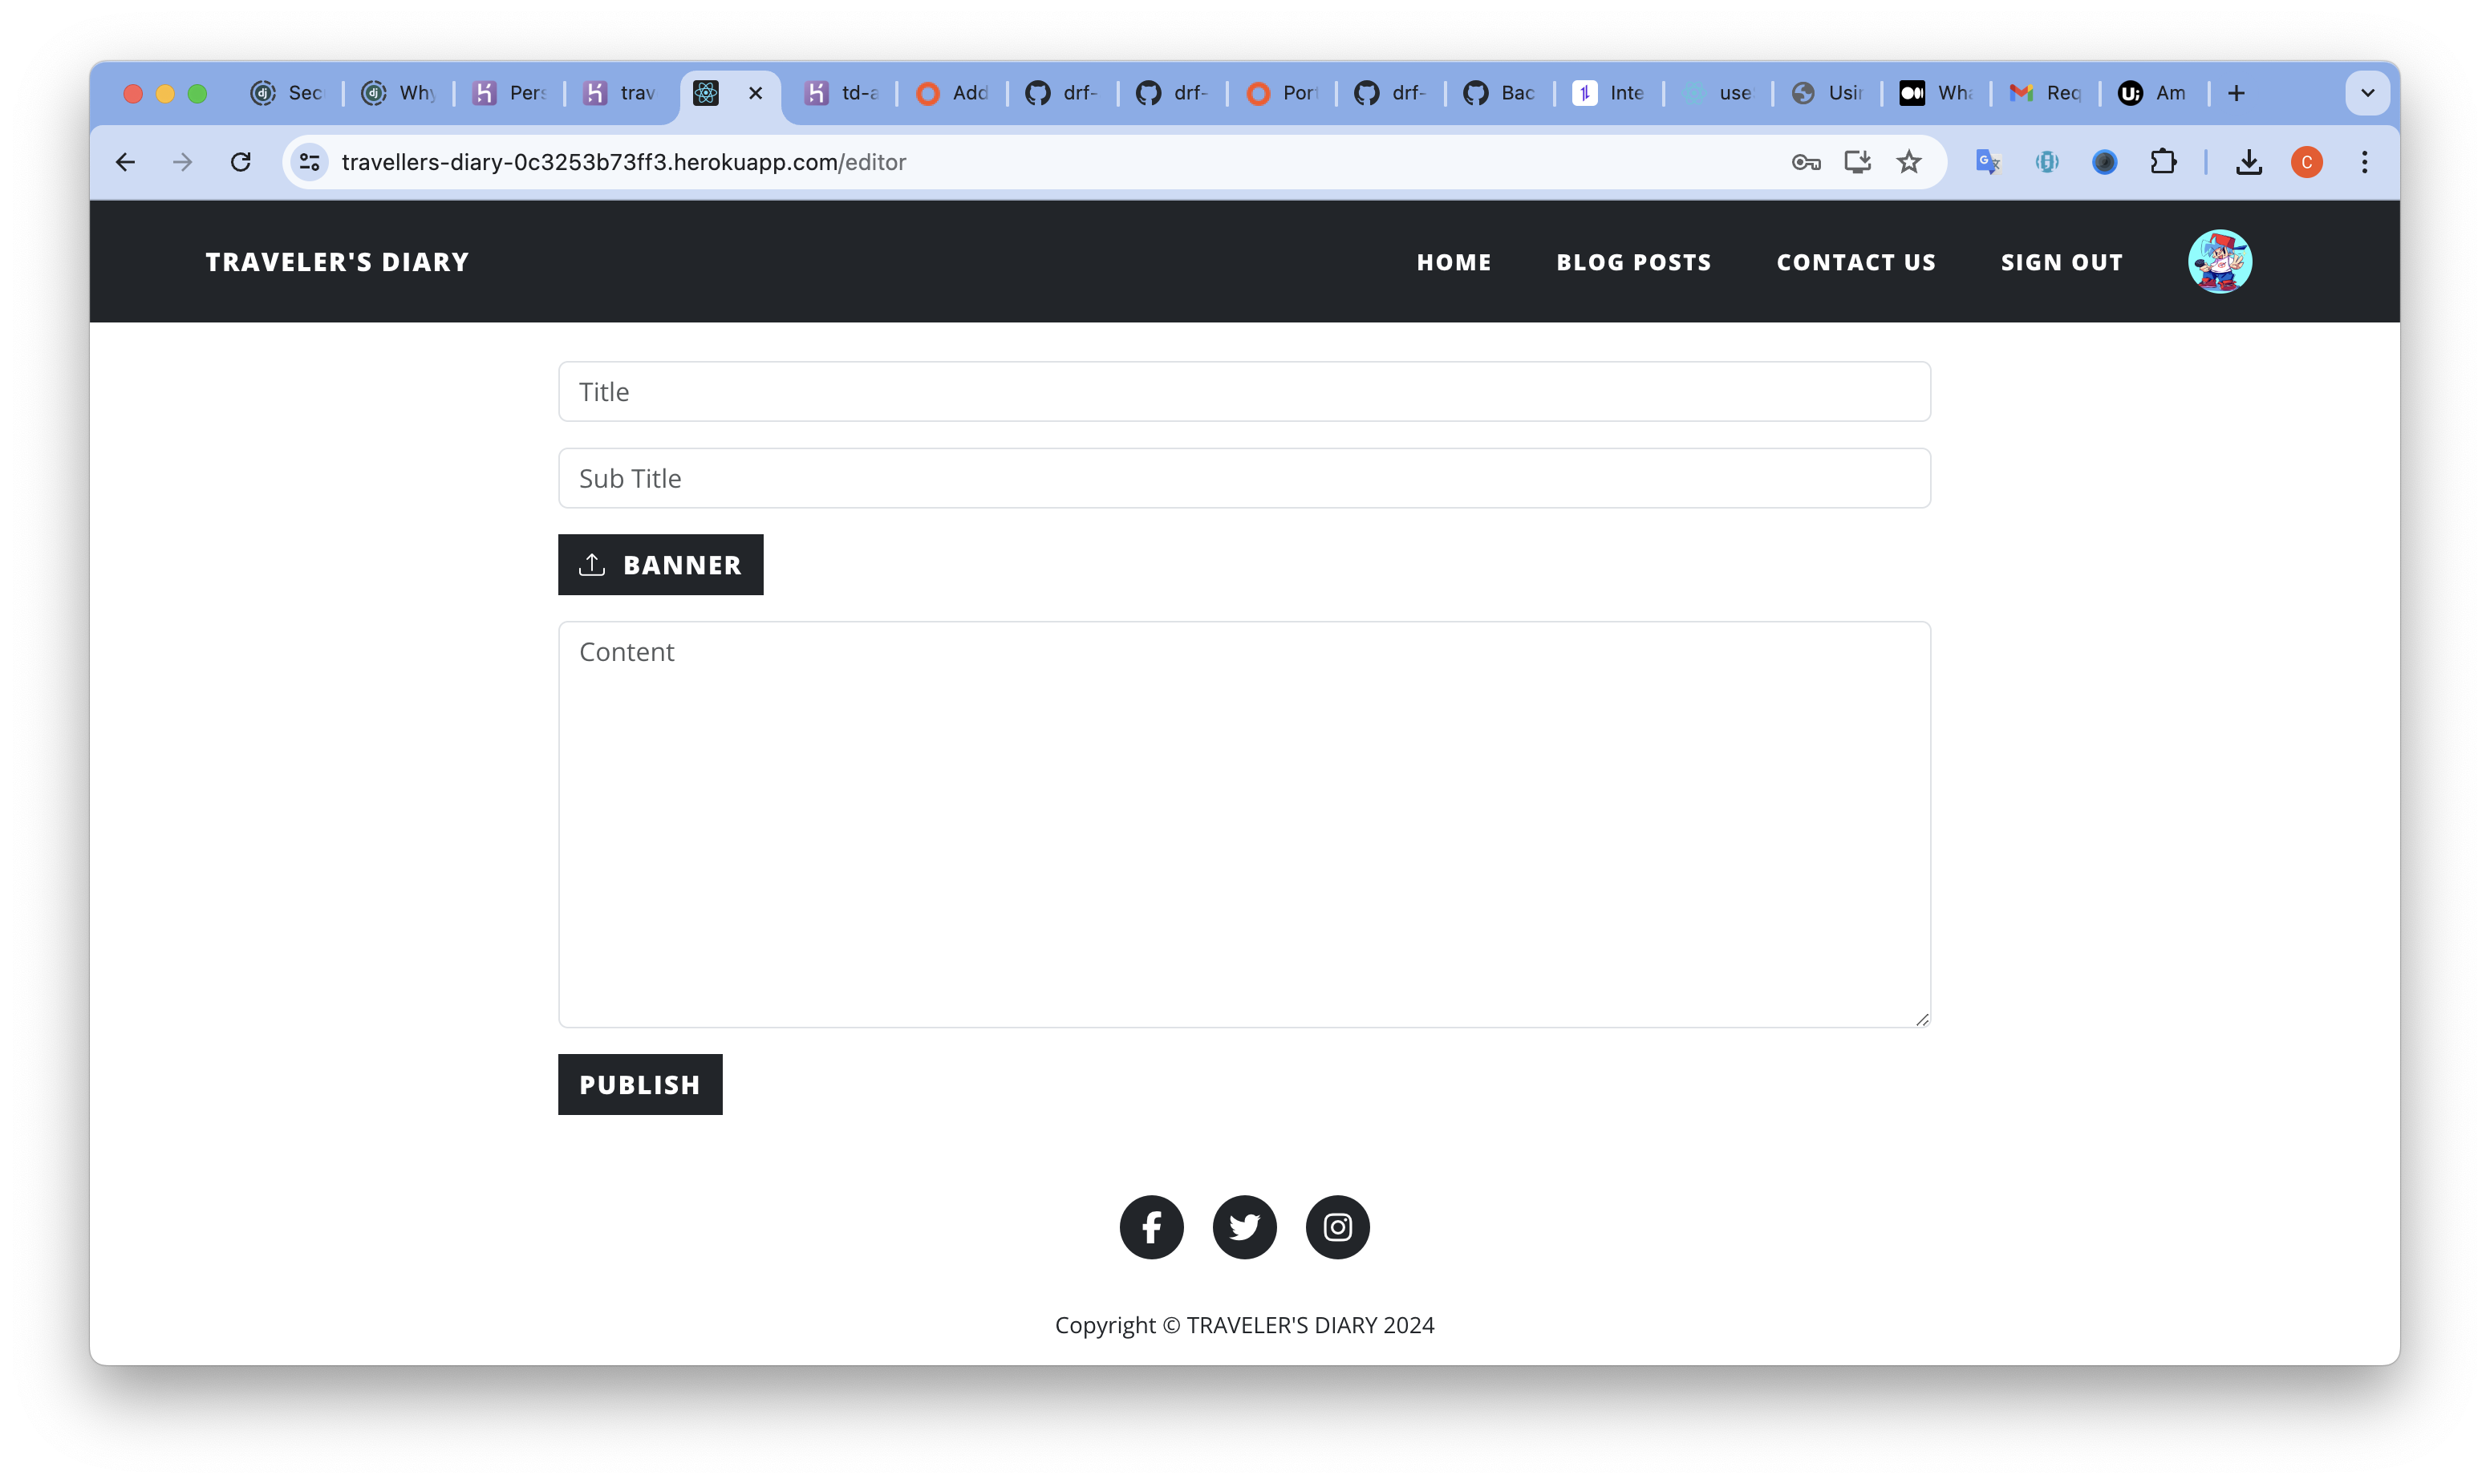 Sec
Why
Pers
trav
td-a
Add
drf-
drf-
Port
drf-
Bac
Inte
use
Usin
Wha
Req
Am
travellers-diary-0c3253b73ff3.herokuapp.com/editor
C
TRAVELER'S DIARY
HOME
BLOG POSTS
CONTACT US
SIGN OUT
Title
Sub Title
BANNER
Content
PUBLISH
Copyright © TRAVELER'S DIARY 2024